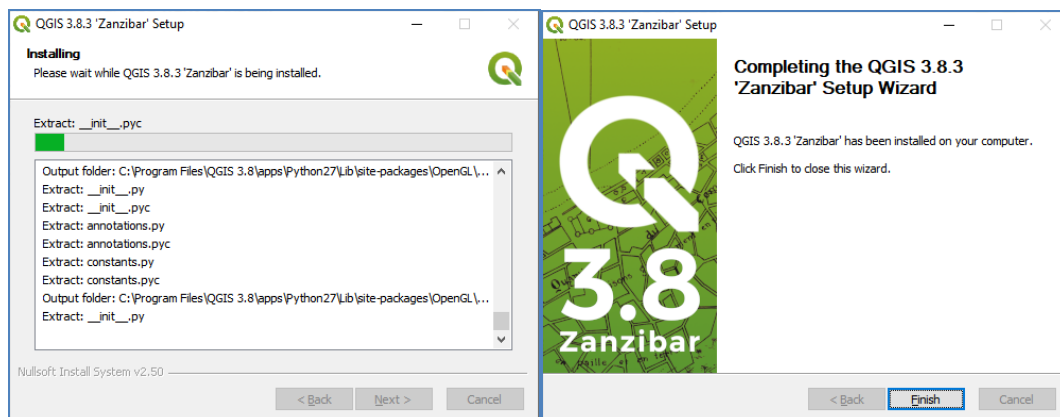 QGIS 3.8.3 'Zanzibar' Setup
Installing
Please wait while QGIS 3.8.3 'Zanzibar' is being installed.
Extract: __init__.pyc
Output folder: C:\Program Files\QGIS 3.8\apps\Python27\Lib\site-packages\OpenGL\...
Extract: __init__.py
Extract: __init__.pyc
Extract: annotations.py
Extract: annotations.pyc
Extract: constants.py
Extract: constants.pyc
Output folder: C:\Program Files\QGIS 3.8\apps\Python27\Lib\site-packages\OpenGL\...
Extract: __init__.py
Nullsoft Install System v2.50
< Back Next > Cancel
QGIS 3.8.3 'Zanzibar' Setup
3.8
Zanzibar
Completing the QGIS 3.8.3
'Zanzibar' Setup Wizard
QGIS 3.8.3 'Zanzibar' has been installed on your computer.
Click Finish to close this wizard.
< Back Finish Cancel